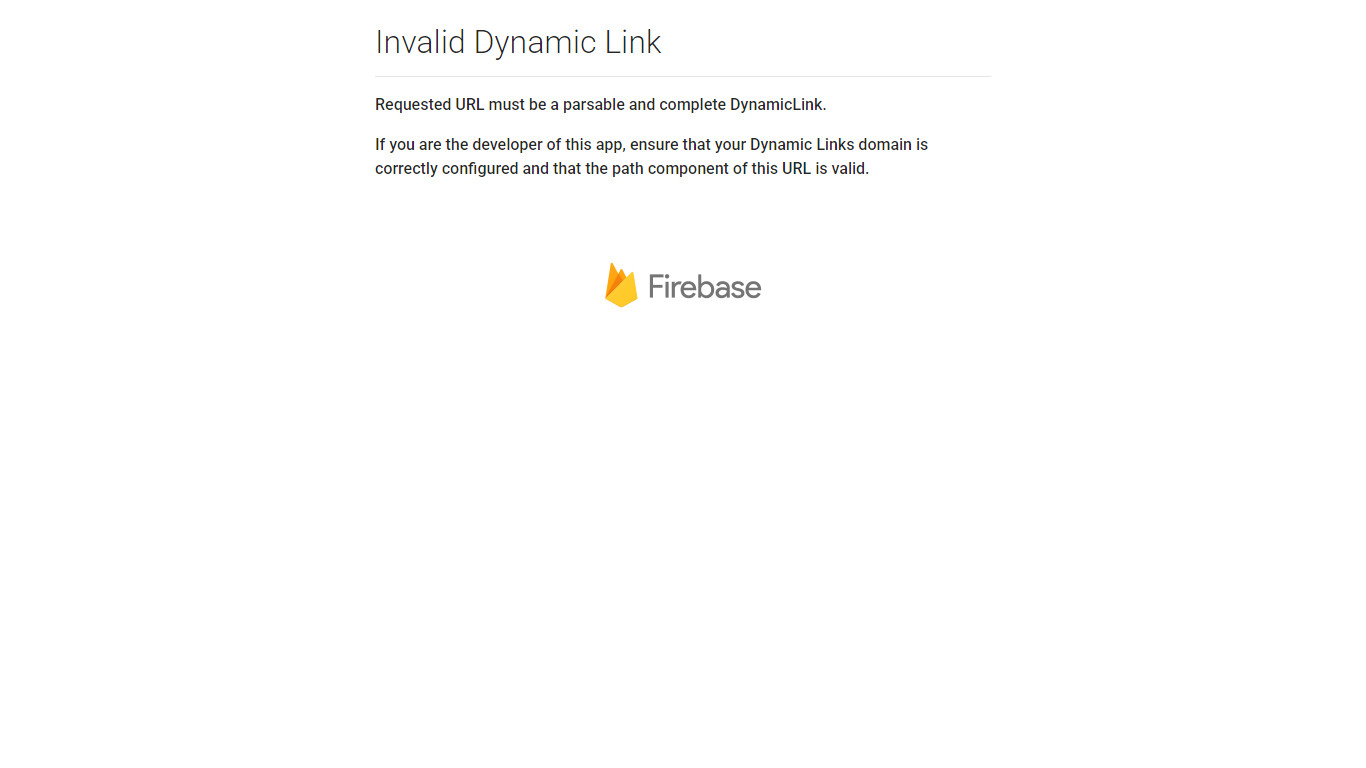 Invalid Dynamic Link
Requested URL must be a parsable and complete DynamicLink.
If you are the developer of this app, ensure that your Dynamic Links domain is
correctly configured and that the path component of this URL is valid.
Firebase